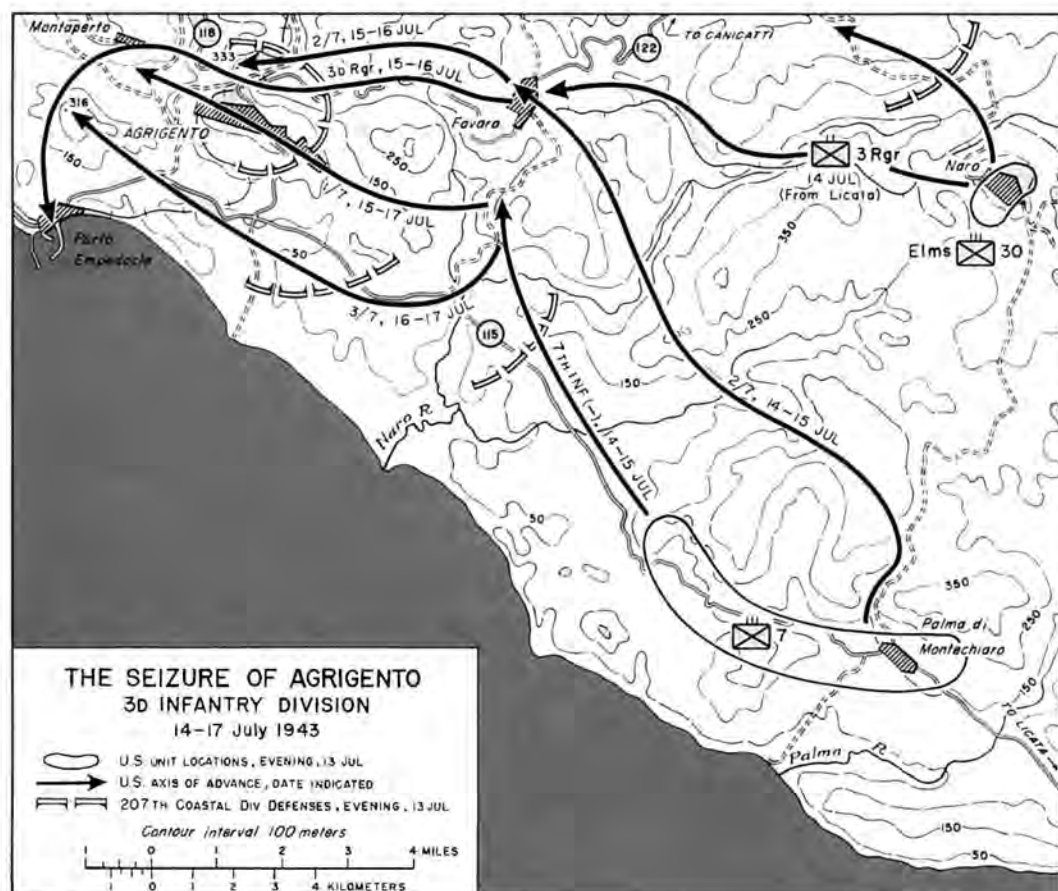 Montaperto
118
333
2/7, 15-16 JUL
3D Rgr, 15-16 JUL
122
TO CANICATTI
316
AGRIGENTO
Favara
250
3 Rgr
14 JUL
(From Licata)
Naro
150
150
1/7, 15-17 JUL
350
Elms 30
Porto
Empedocle
50
3/7, 16-17 JUL
115
250
150
7TH INF (-), 14-15 JUL
2/7, 14-15 JUL
Naro R
50
350
7
Palma di
Montechiaro
250
150
TO LICATA
Palma R
150
50
THE SEIZURE OF AGRIGENTO
3D INFANTRY DIVISION
14-17 July 1943
U.S. UNIT LOCATIONS, EVENING, 13 JUL
U.S. AXIS OF ADVANCE, DATE INDICATED
207TH COASTAL DIV DEFENSES, EVENING, 13 JUL
Contour interval 100 meters
1 0 1 2 3 4 MILES
1 0 1 2 3 4 KILOMETERS